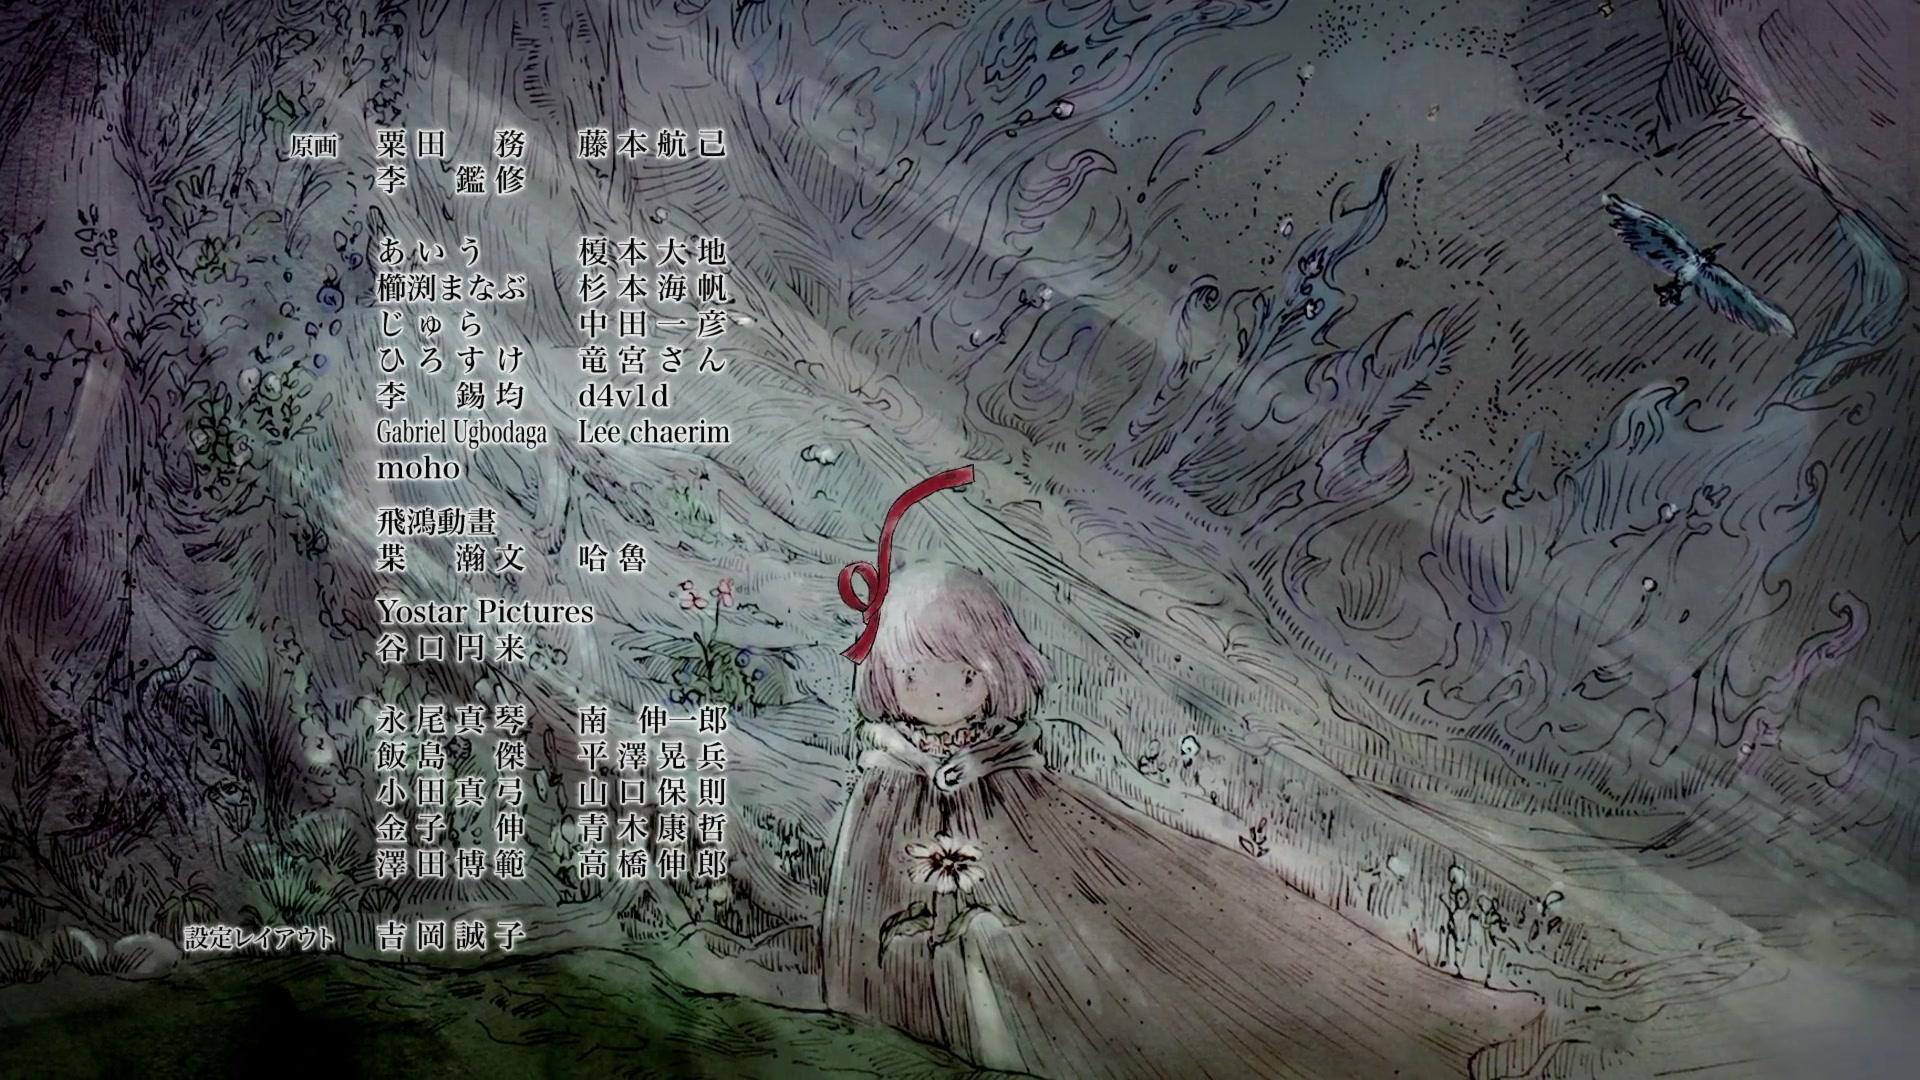 原画 粟田 務 藤本航己
李 鑑修
あいう 榎本大地
櫛渕まなぶ 杉本海帆
じゅら 中田一彦
ひろすけ 竜宮さん
李 錫均 d4v1d
Gabriel Ugbodaga Lee chaerim
moho
飛鴻動畫
枼 瀚文 哈魯
Yostar Pictures
谷口円来
永尾真琴 南 伸一郎
飯島 傑 平澤晃兵
小田真弓 山口保則
金子 伸 青木康哲
澤田博範 高橋伸郎
設定レイアウト 吉岡誠子